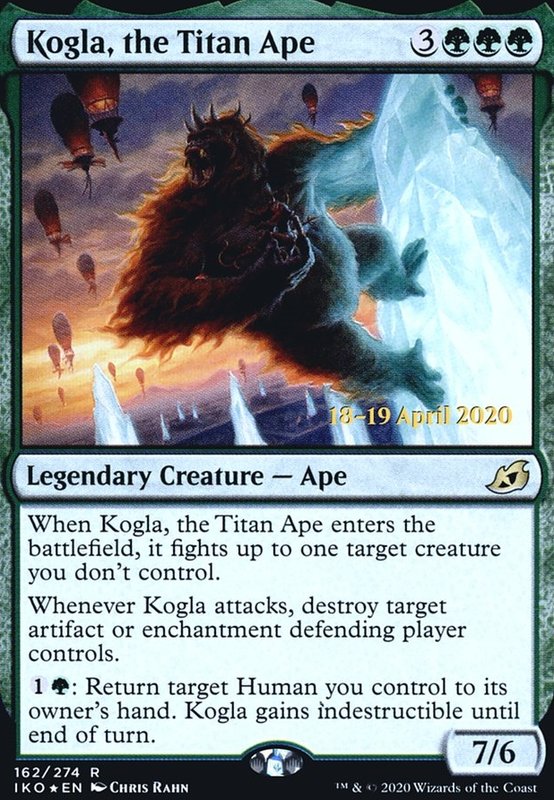 Kogla, the Titan Ape 3
18–19 April 2020
Legendary Creature — Ape
When Kogla, the Titan Ape enters the
battlefield, it fights up to one target creature
you don't control.
Whenever Kogla attacks, destroy target
artifact or enchantment defending player
controls.
1 : Return target Human you control to its
owner's hand. Kogla gains indestructible until
end of turn.
7/6
162/274 R
IKO ★ EN Chris Rahn
™ & © 2020 Wizards of the Coast